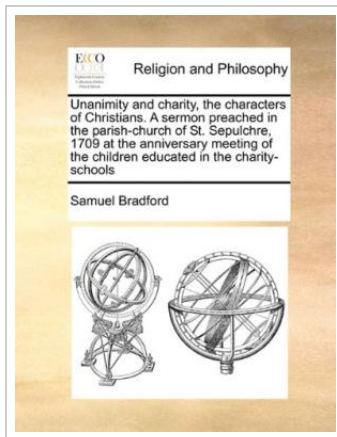 ECCO
Religion and Philosophy
Unanimity and charity, the characters
of Christians. A sermon preached in
the parish-church of St. Sepulchre,
1709 at the anniversary meeting of
the children educated in the charity-
schools
Samuel Bradford